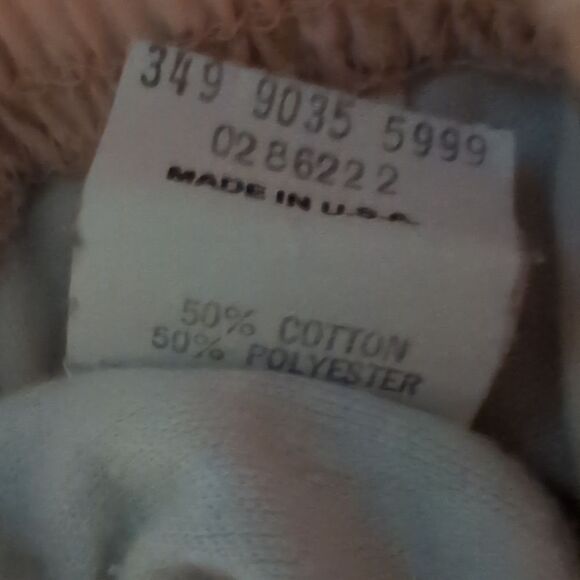 349 9035 5999
0286222
MADE IN U.S.A.
50% COTTON
50% POLYESTER